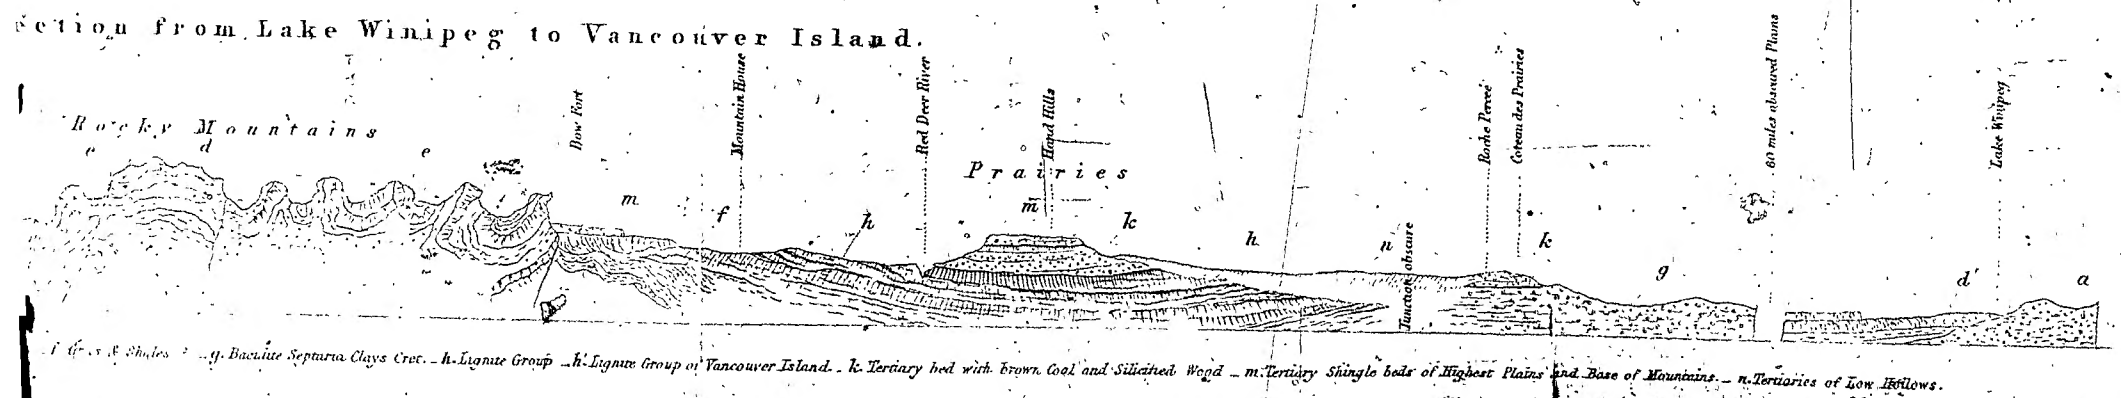 ection from Lake Winipeg to Vancouver Island.
Rocky Mountains
e
d
e
Bow Fort
m
f
Mountain House
h
Red Deer River
Prairies
Hand Hills
m
k
h
n
Junction obscure
Roche Perceé
Coteau des Prairies
k
g
60 miles obscured Plains
d'
Lake Winipeg
a
& Shales g. Baculite Septaria Clays Cret. _ h. Lignite Group _ h'. Lignite Group of Vancouver Island. _ k. Tertiary bed with brown Coal and Silicified Wood _ m. Tertiary Shingle beds of Highest Plains and Base of Mountains. _ n. Tertiaries of Low Hollows.